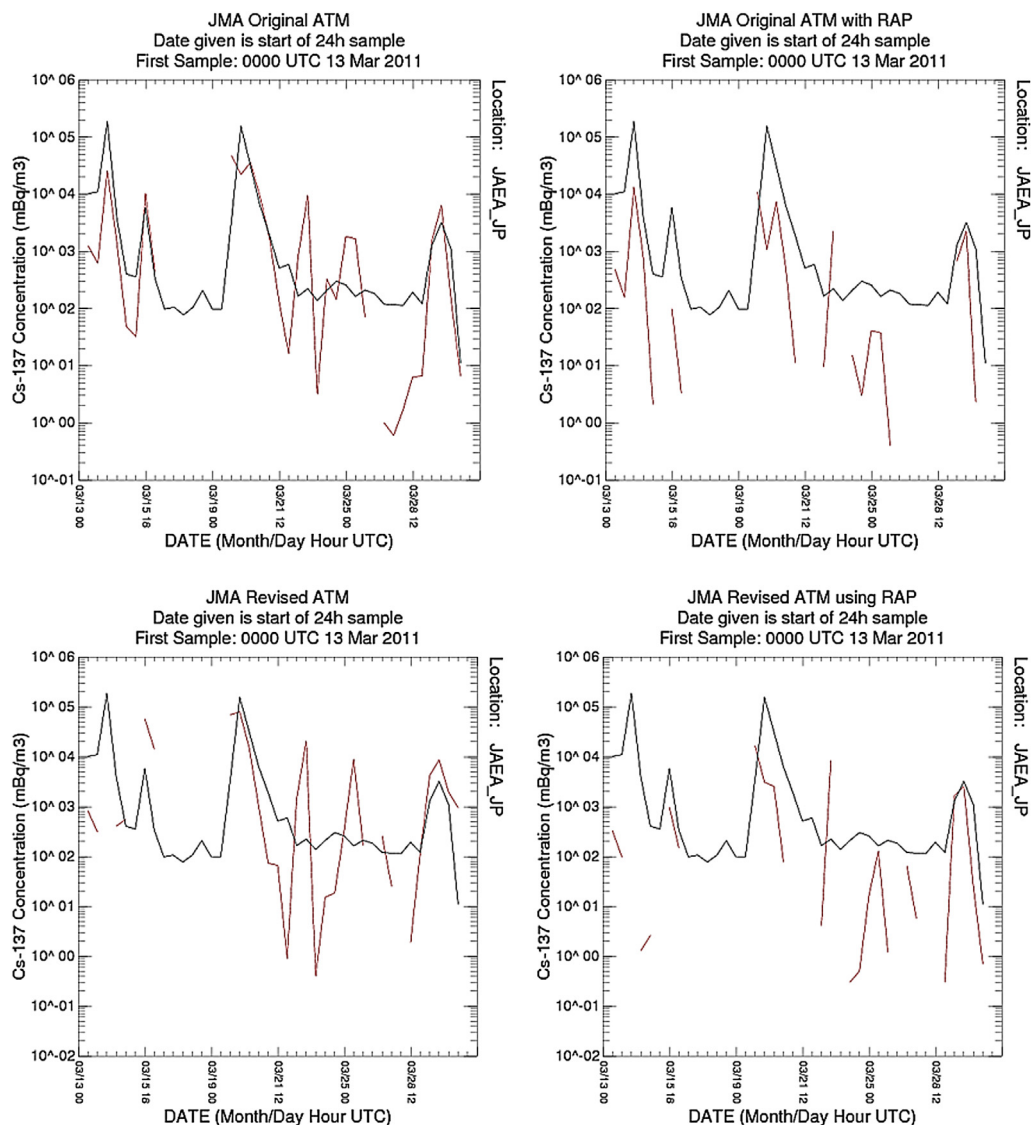 JMA Original ATM
Date given is start of 24h sample
First Sample: 0000 UTC 13 Mar 2011
10^ 06
10^ 05
10^ 04
10^ 03
10^ 02
10^ 01
10^ 00
10^-01
Cs-137 Concentration (mBq/m3)
Location: JAEA_JP
03/13 00
03/15 18
03/19 00
03/21 12
03/25 00
03/28 12
DATE (Month/Day Hour UTC)
JMA Original ATM with RAP
Date given is start of 24h sample
First Sample: 0000 UTC 13 Mar 2011
10^ 06
10^ 05
10^ 04
10^ 03
10^ 02
10^ 01
10^ 00
10^-01
Cs-137 Concentration (mBq/m3)
Location: JAEA_JP
03/13 00
03/15 18
03/19 00
03/21 12
03/25 00
03/28 12
DATE (Month/Day Hour UTC)
JMA Revised ATM
Date given is start of 24h sample
First Sample: 0000 UTC 13 Mar 2011
10^ 06
10^ 05
10^ 04
10^ 03
10^ 02
10^ 01
10^ 00
10^-01
10^-02
Cs-137 Concentration (mBq/m3)
Location: JAEA_JP
03/13 00
03/15 18
03/19 00
03/21 12
03/25 00
03/28 12
DATE (Month/Day Hour UTC)
JMA Revised ATM using RAP
Date given is start of 24h sample
First Sample: 0000 UTC 13 Mar 2011
10^ 06
10^ 05
10^ 04
10^ 03
10^ 02
10^ 01
10^ 00
10^-01
10^-02
Cs-137 Concentration (mBq/m3)
Location: JAEA_JP
03/13 00
03/15 18
03/19 00
03/21 12
03/25 00
03/28 12
DATE (Month/Day Hour UTC)